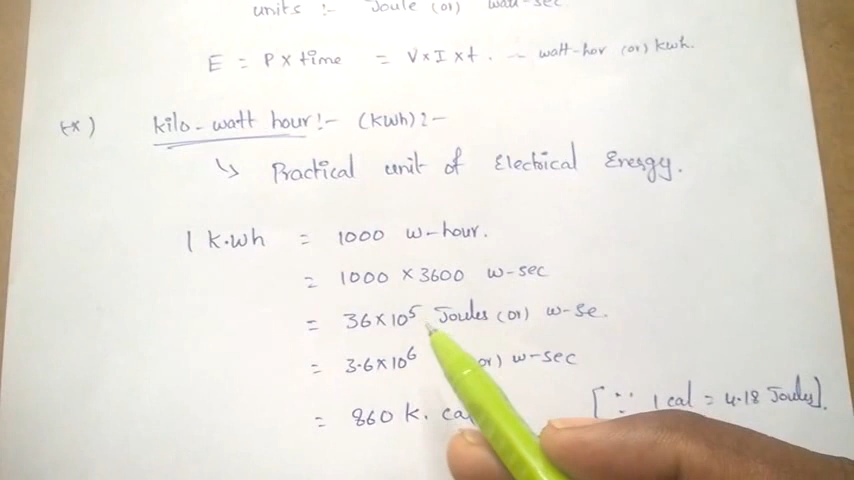 units :- Joule (or) watt-sec.
E = P x time = V x I x t . -- watt-hor (or) kwh.
(*) kilo-watt hour :- (kwh) :-
↳ Practical unit of Electrical Energy.
1 k.wh = 1000 w-hour.
= 1000 × 3600 w-sec
= 36×10⁵ Joules (or) w-se.
= 3.6×10⁶ or) w-sec
= 860 k. ca [∵ 1 cal = 4.18 Joules].